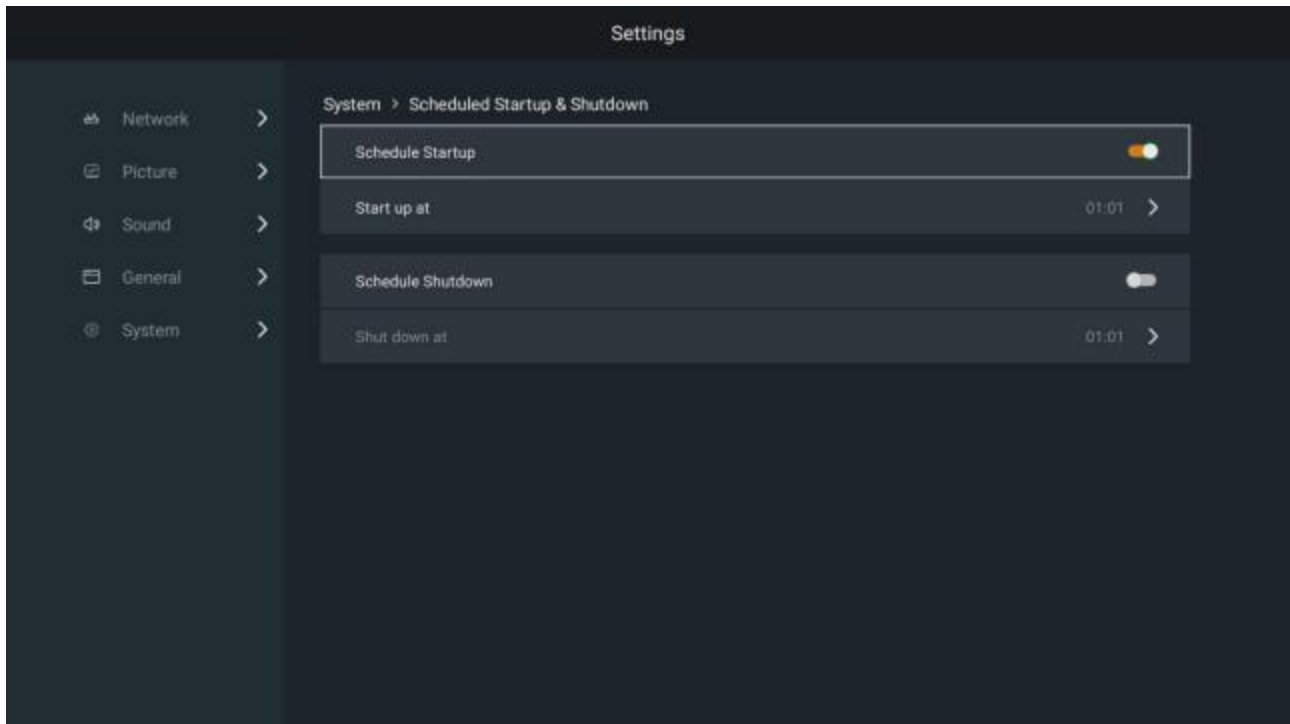 Settings
Network
Picture
Sound
General
System
System > Scheduled Startup & Shutdown
Schedule Startup
Start up at 01:01
Schedule Shutdown
Shut down at 01:01